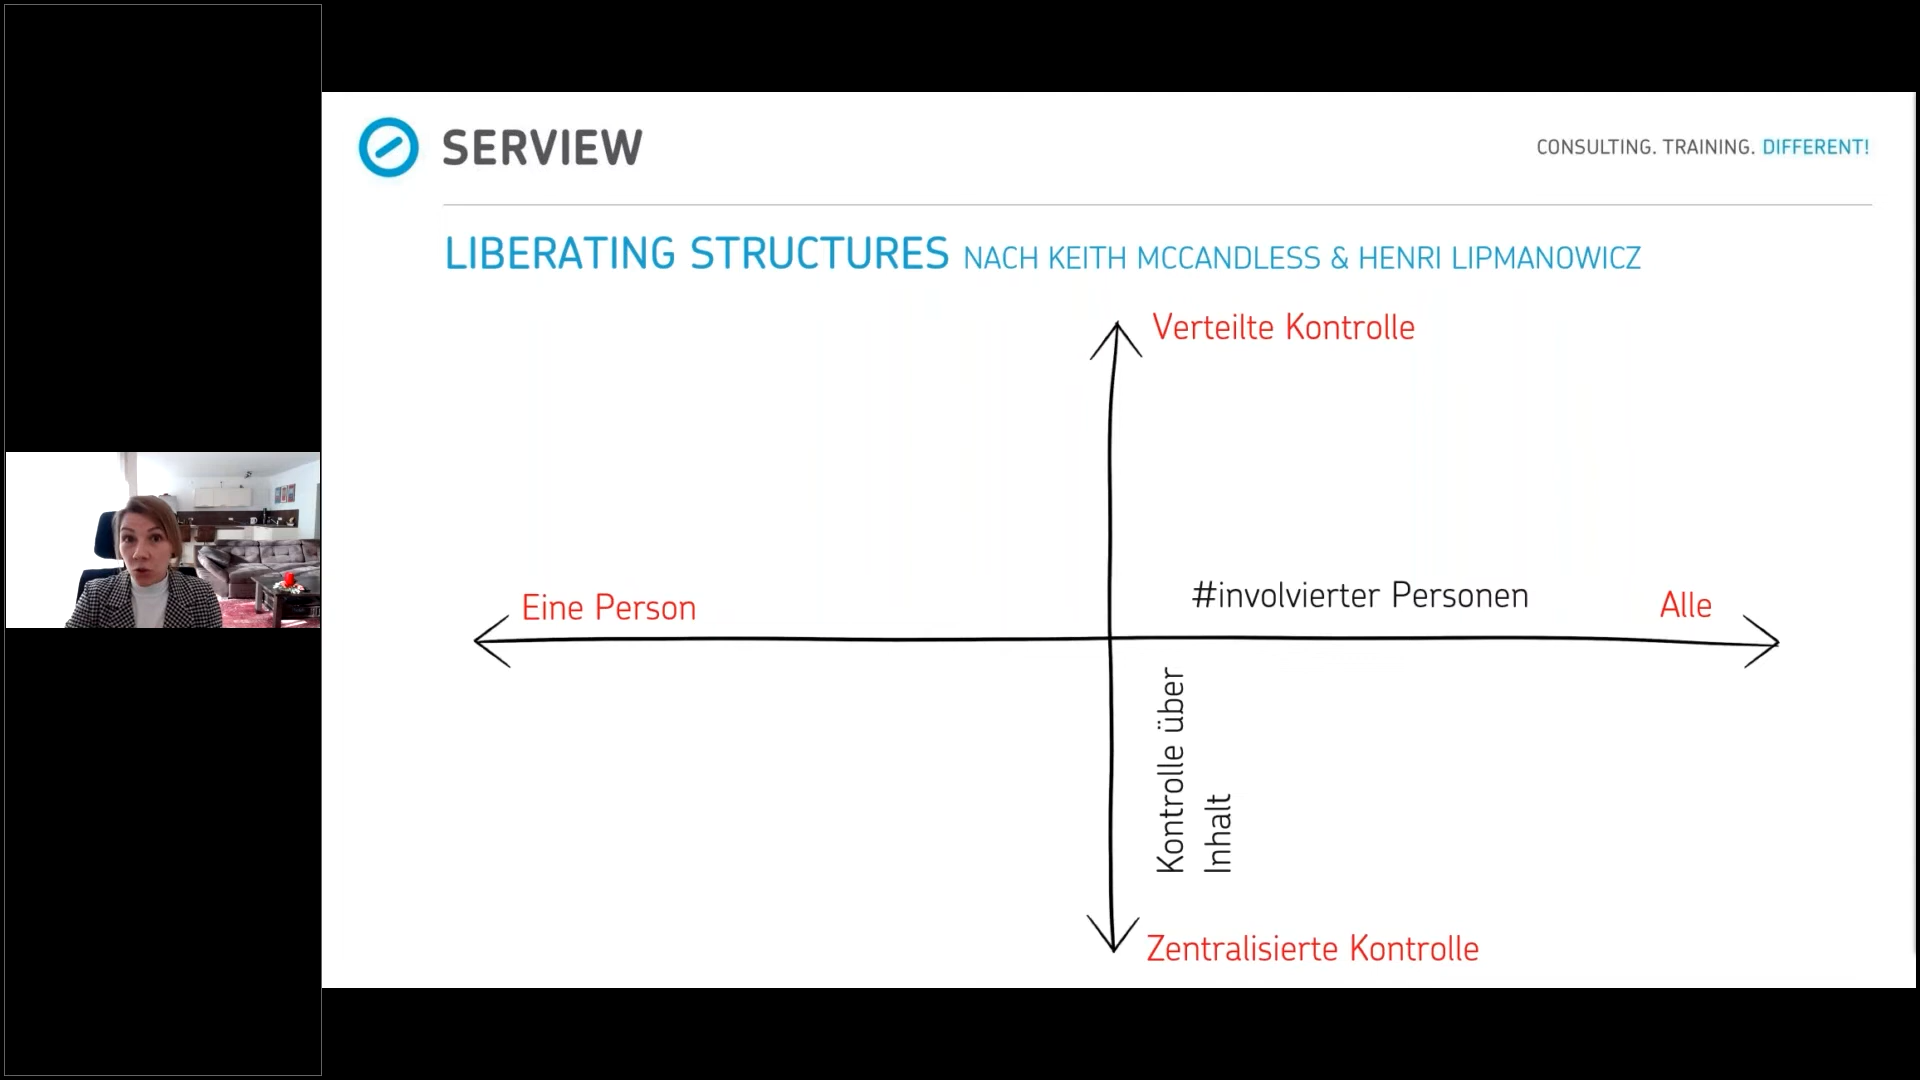 SERVIEW
CONSULTING. TRAINING. DIFFERENT!
LIBERATING STRUCTURES NACH KEITH MCCANDLESS & HENRI LIPMANOWICZ
Verteilte Kontrolle
#involvierter Personen
Eine Person
Alle
Kontrolle über
Inhalt
Zentralisierte Kontrolle